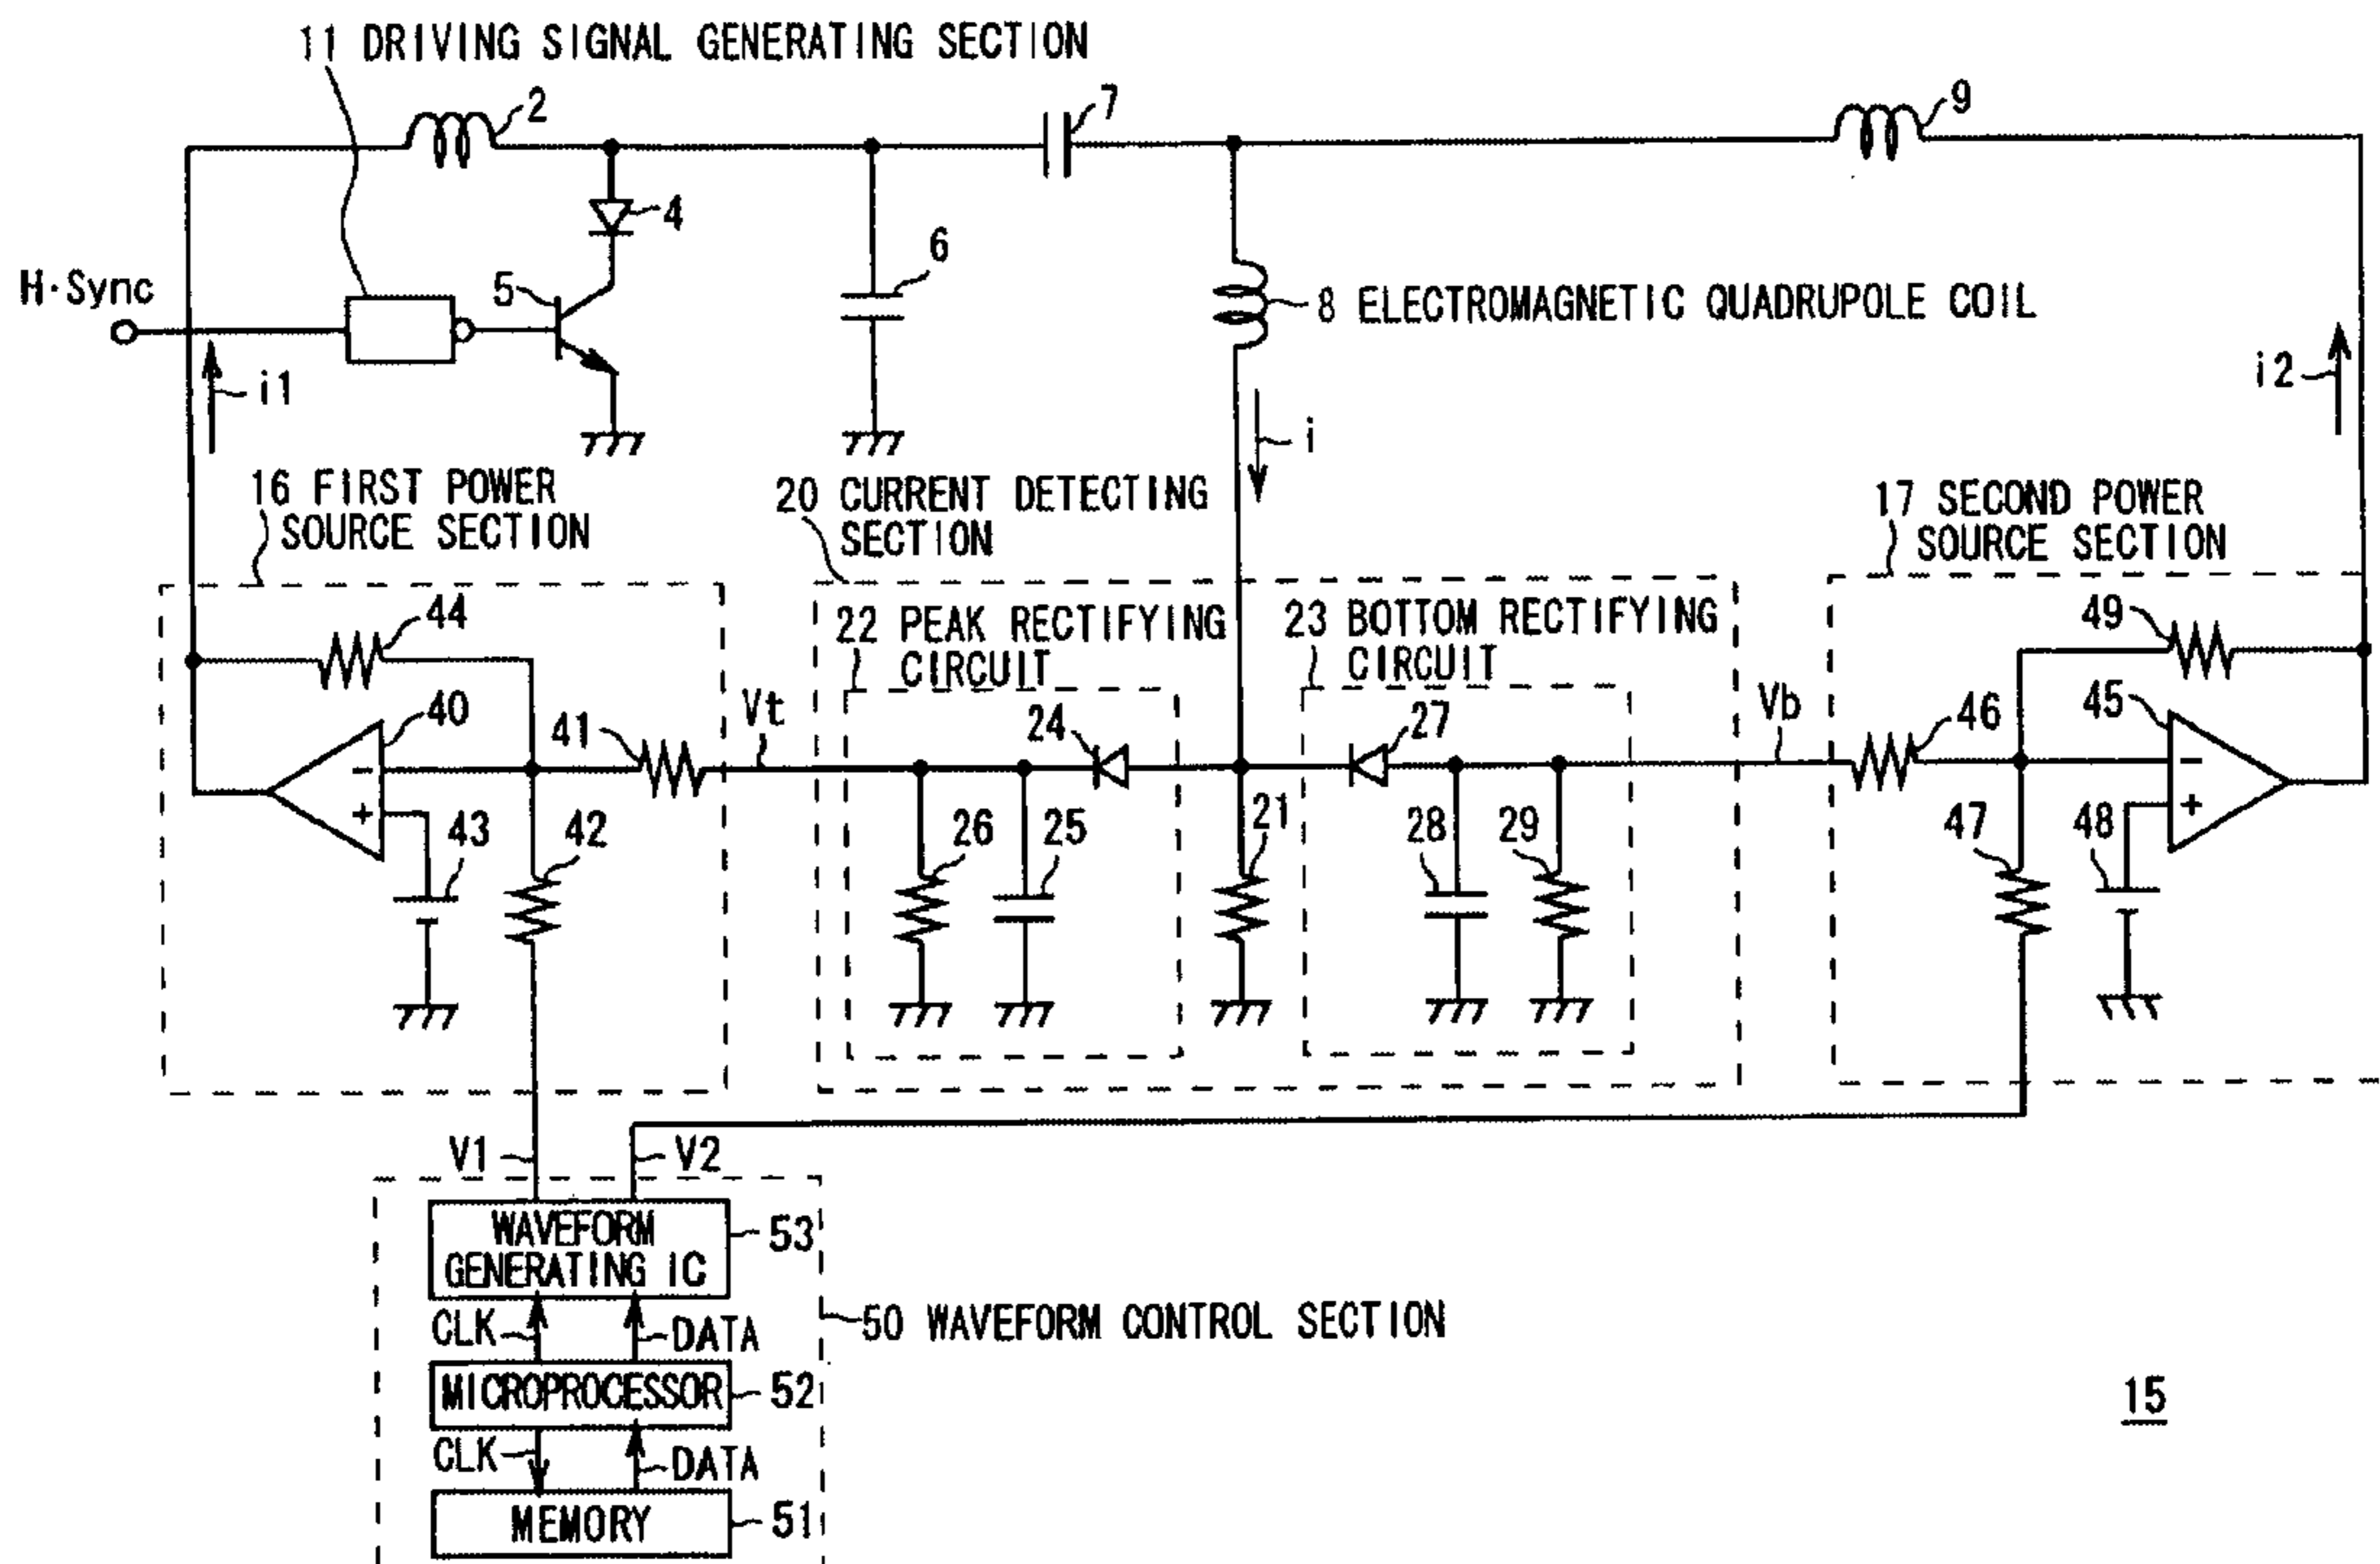 11 DRIVING SIGNAL GENERATING SECTION
2
7
9
4
6
H·Sync
5
8 ELECTROMAGNETIC QUADRUPOLE COIL
i1
i
i2
16 FIRST POWER
SOURCE SECTION
20 CURRENT DETECTING
SECTION
17 SECOND POWER
SOURCE SECTION
44
22 PEAK RECTIFYING
CIRCUIT
23 BOTTOM RECTIFYING
CIRCUIT
49
40
41
Vt
24
27
Vb
46
45
−
+
43
42
26
25
21
28
29
47
48
−
+
V1
V2
WAVEFORM
GENERATING IC
53
CLK
DATA
50 WAVEFORM CONTROL SECTION
MICROPROCESSOR
52
CLK
DATA
MEMORY
51
15